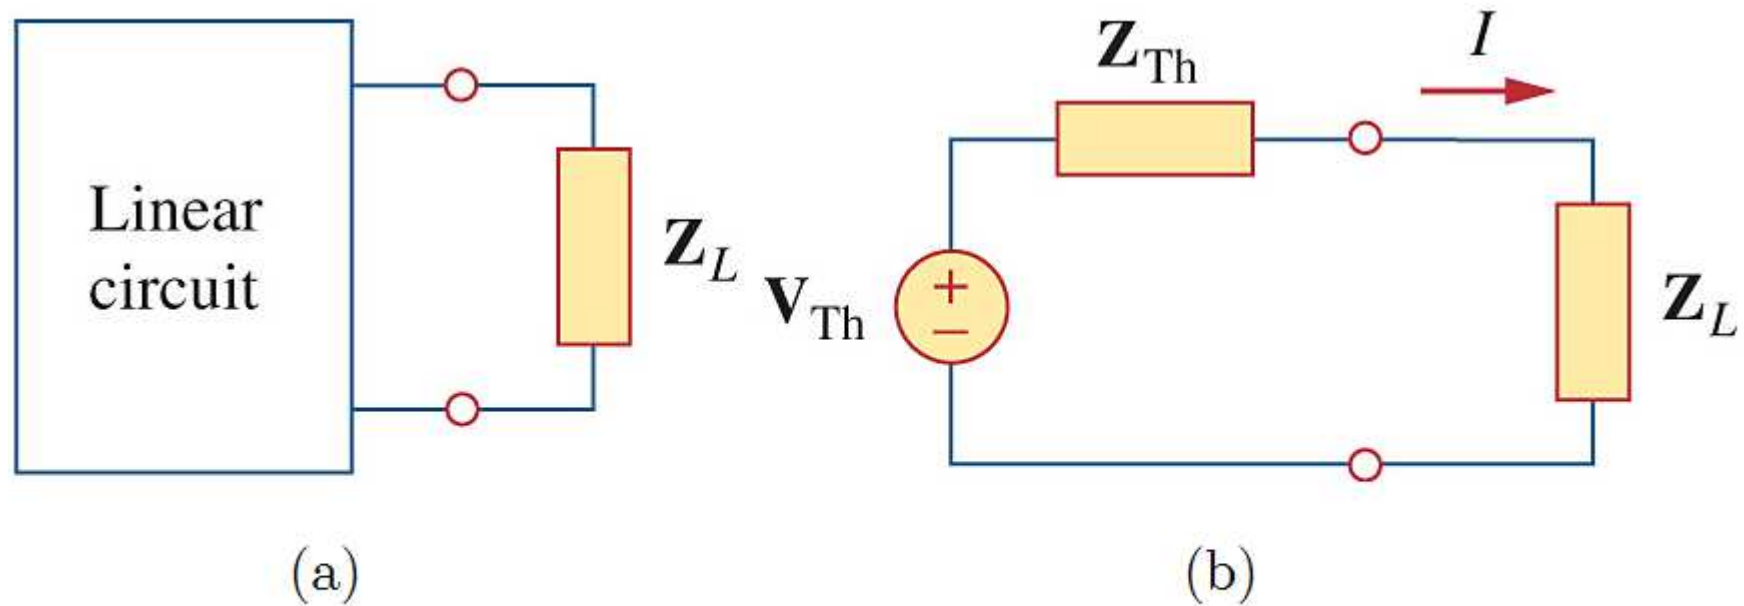 Linear
circuit
Z_L
(a)
Z_Th
I
+
−
V_Th
Z_L
(b)